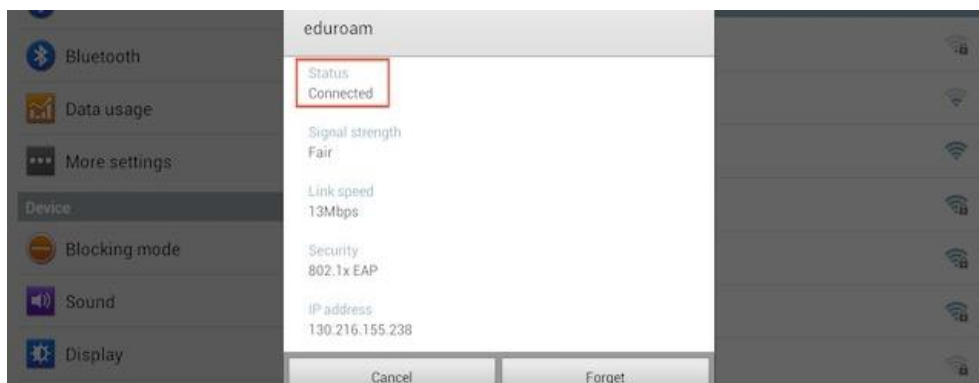 Bluetooth
Data usage
More settings
Device
Blocking mode
Sound
Display
eduroam
Status
Connected
Signal strength
Fair
Link speed
13Mbps
Security
802.1x EAP
IP address
130.216.155.238
Cancel
Forget